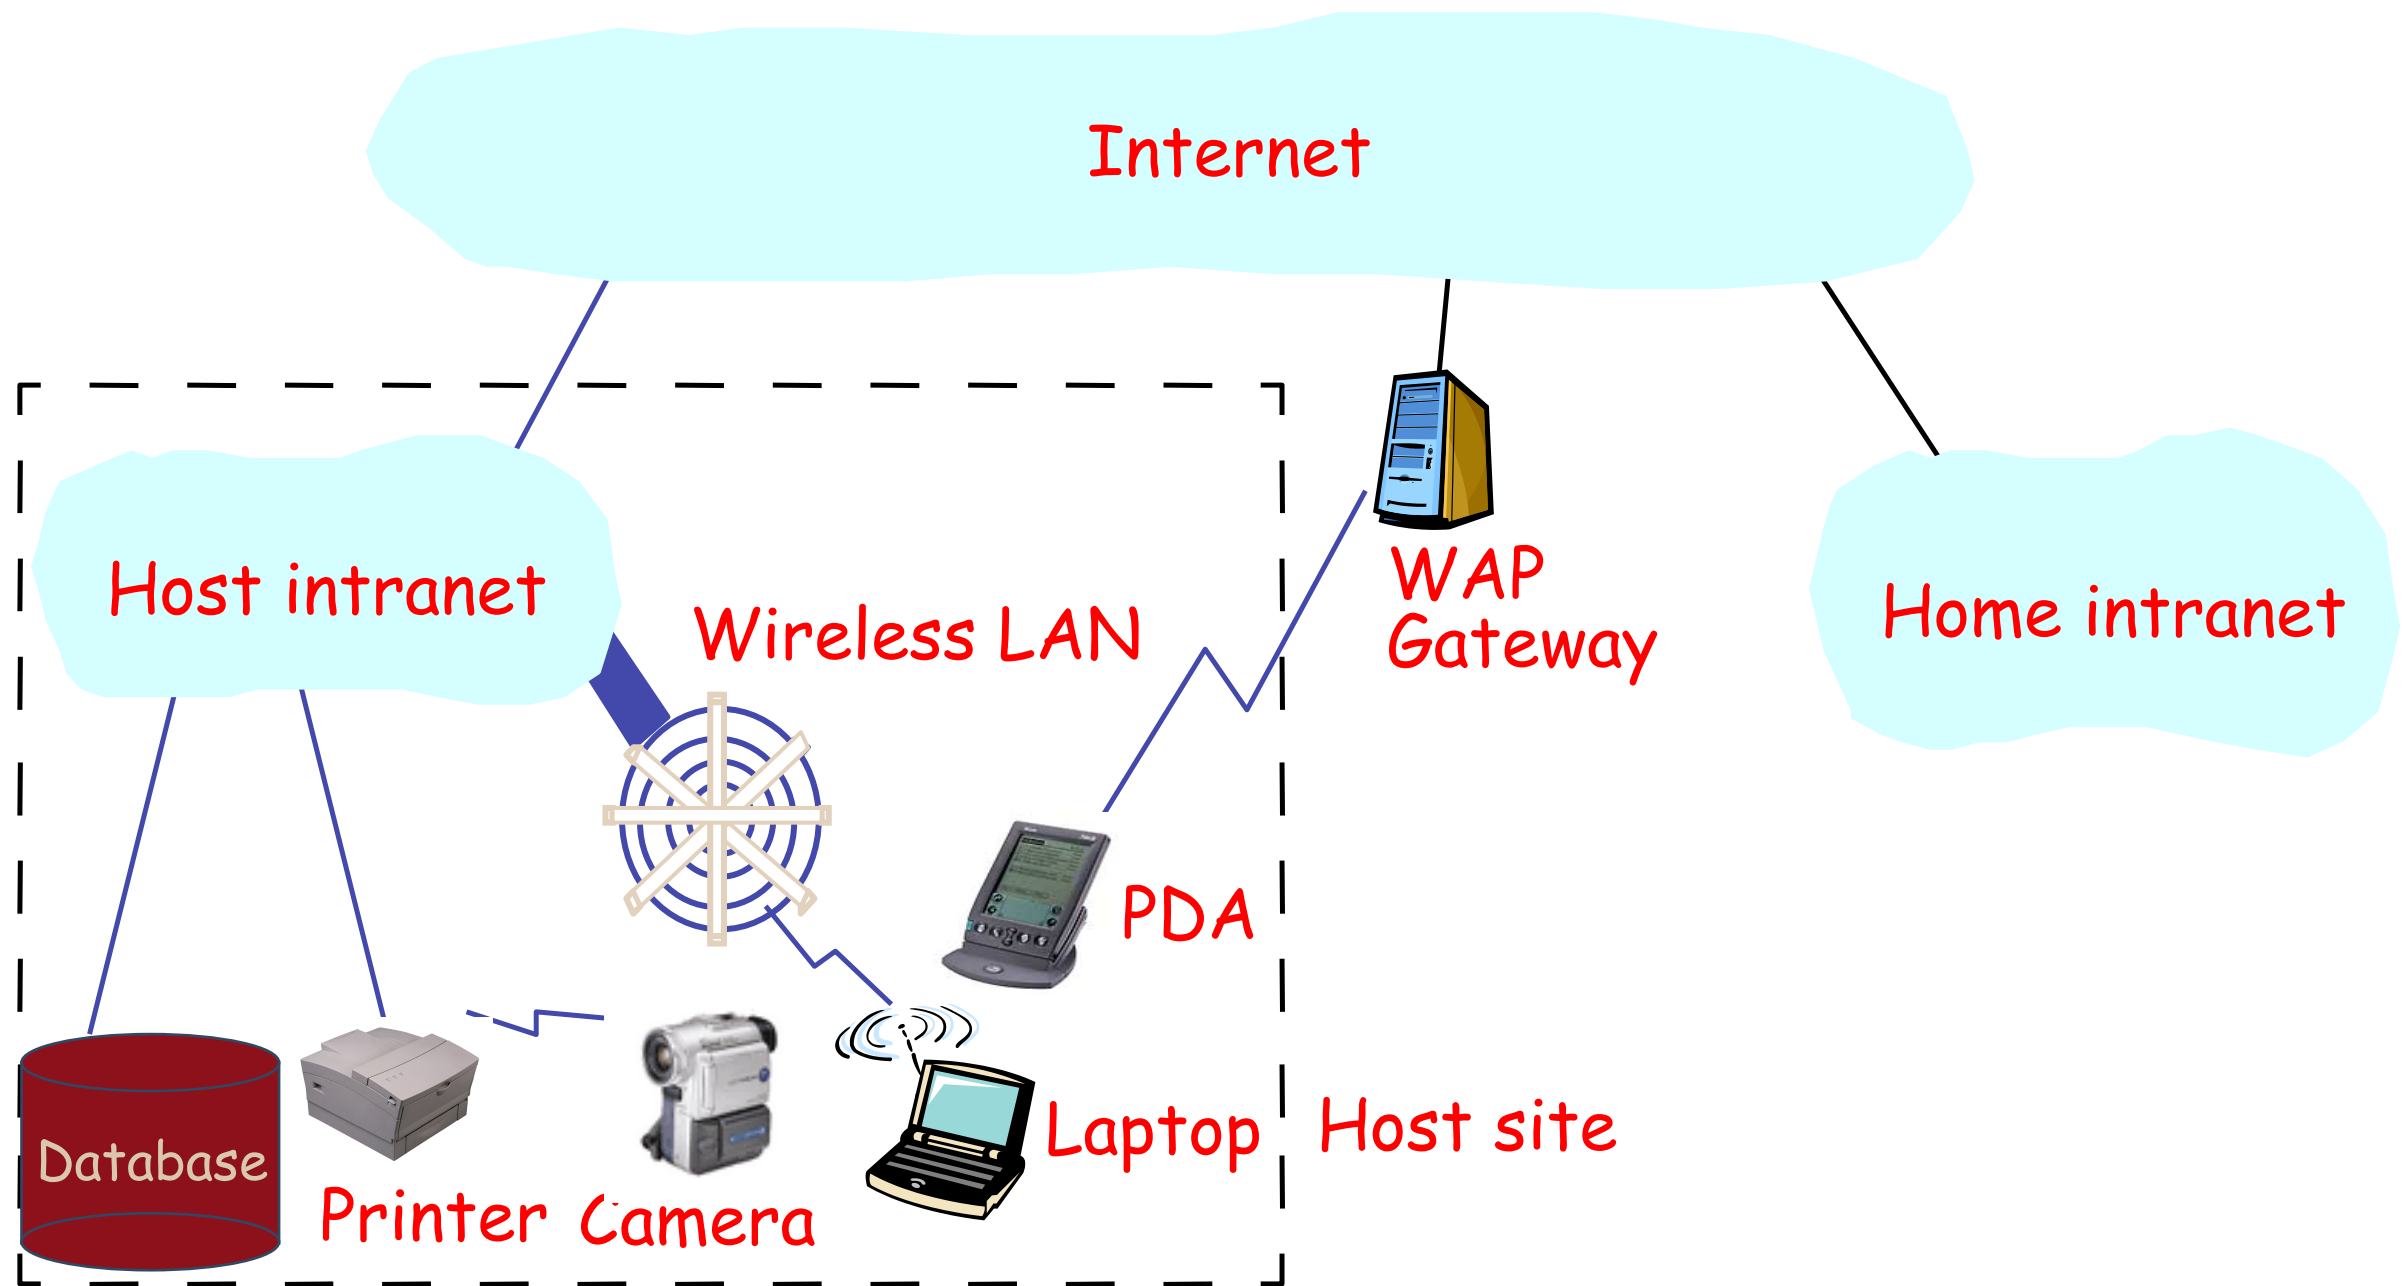 Internet
Host intranet
Wireless LAN
WAP
Gateway
Home intranet
PDA
Database
Printer
Camera
Laptop
Host site